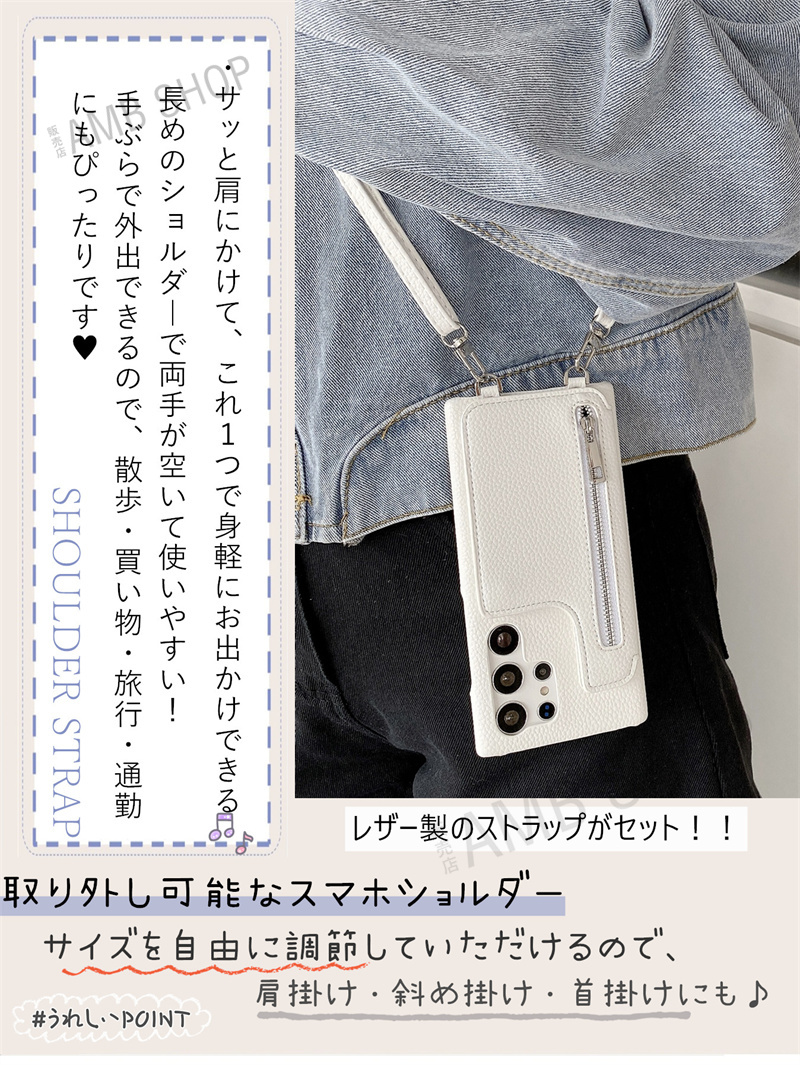 ・サッと肩にかけて、これ1つで身軽にお出かけできる
長めのショルダーで両手が空いて使いやすい！
手ぶらで外出できるので、散歩・買い物・旅行・通勤
にもぴったりです♥
SHOULDER STRAP
販売店 AMB SHOP
レザー製のストラップがセット！！
取り外し可能なスマホショルダー
サイズを自由に調節していただけるので、
肩掛け・斜め掛け・首掛けにも♪
#うれしいPOINT